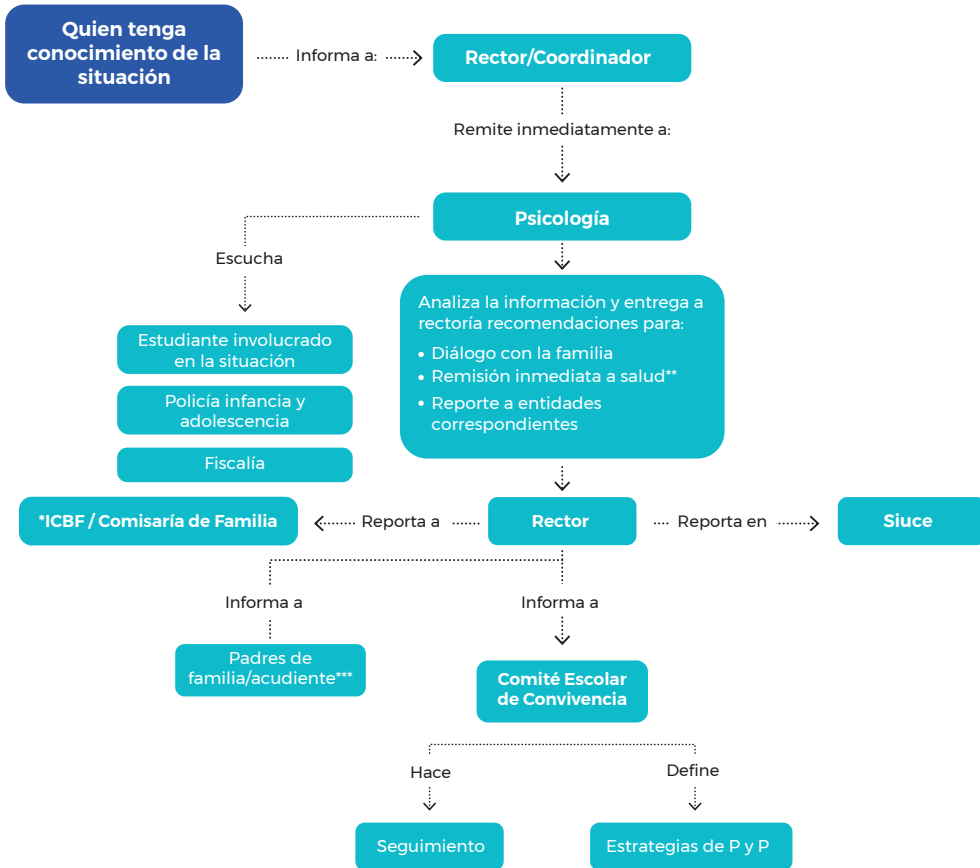 Quien tenga
conocimiento de la
situación
Informa a:
Rector/Coordinador
Remite inmediatamente a:
Psicología
Escucha
Estudiante involucrado
en la situación
Policía infancia y
adolescencia
Fiscalía
Analiza la información y entrega a
rectoría recomendaciones para:
• Diálogo con la familia
• Remisión inmediata a salud**
• Reporte a entidades
correspondientes
*ICBF / Comisaría de Familia
Reporta a
Rector
Reporta en
Siuce
Informa a
Informa a
Padres de
familia/acudiente***
Comité Escolar
de Convivencia
Hace
Define
Seguimiento
Estrategias de P y P